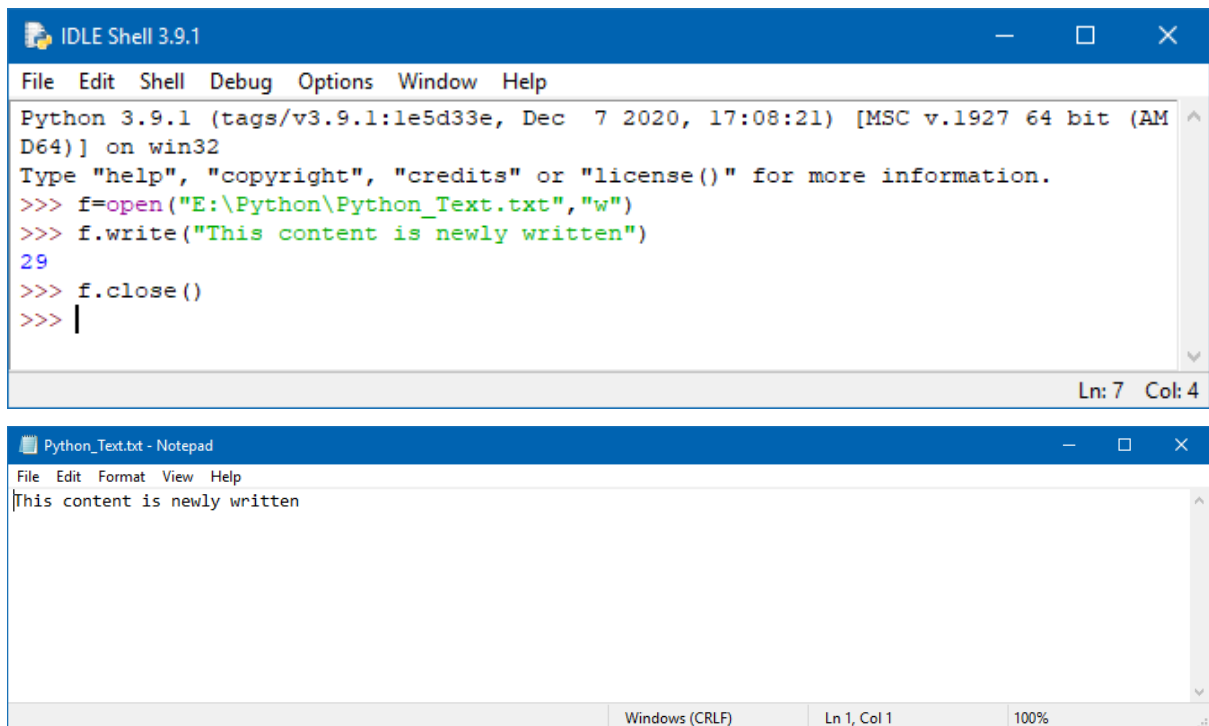 IDLE Shell 3.9.1
File Edit Shell Debug Options Window Help
Python 3.9.1 (tags/v3.9.1:1e5d33e, Dec  7 2020, 17:08:21) [MSC v.1927 64 bit (AM
D64)] on win32
Type "help", "copyright", "credits" or "license()" for more information.
>>> f=open("E:\Python\Python_Text.txt","w")
>>> f.write("This content is newly written")
29
>>> f.close()
>>>
Ln: 7 Col: 4
Python_Text.txt - Notepad
File Edit Format View Help
This content is newly written
Windows (CRLF) Ln 1, Col 1 100%